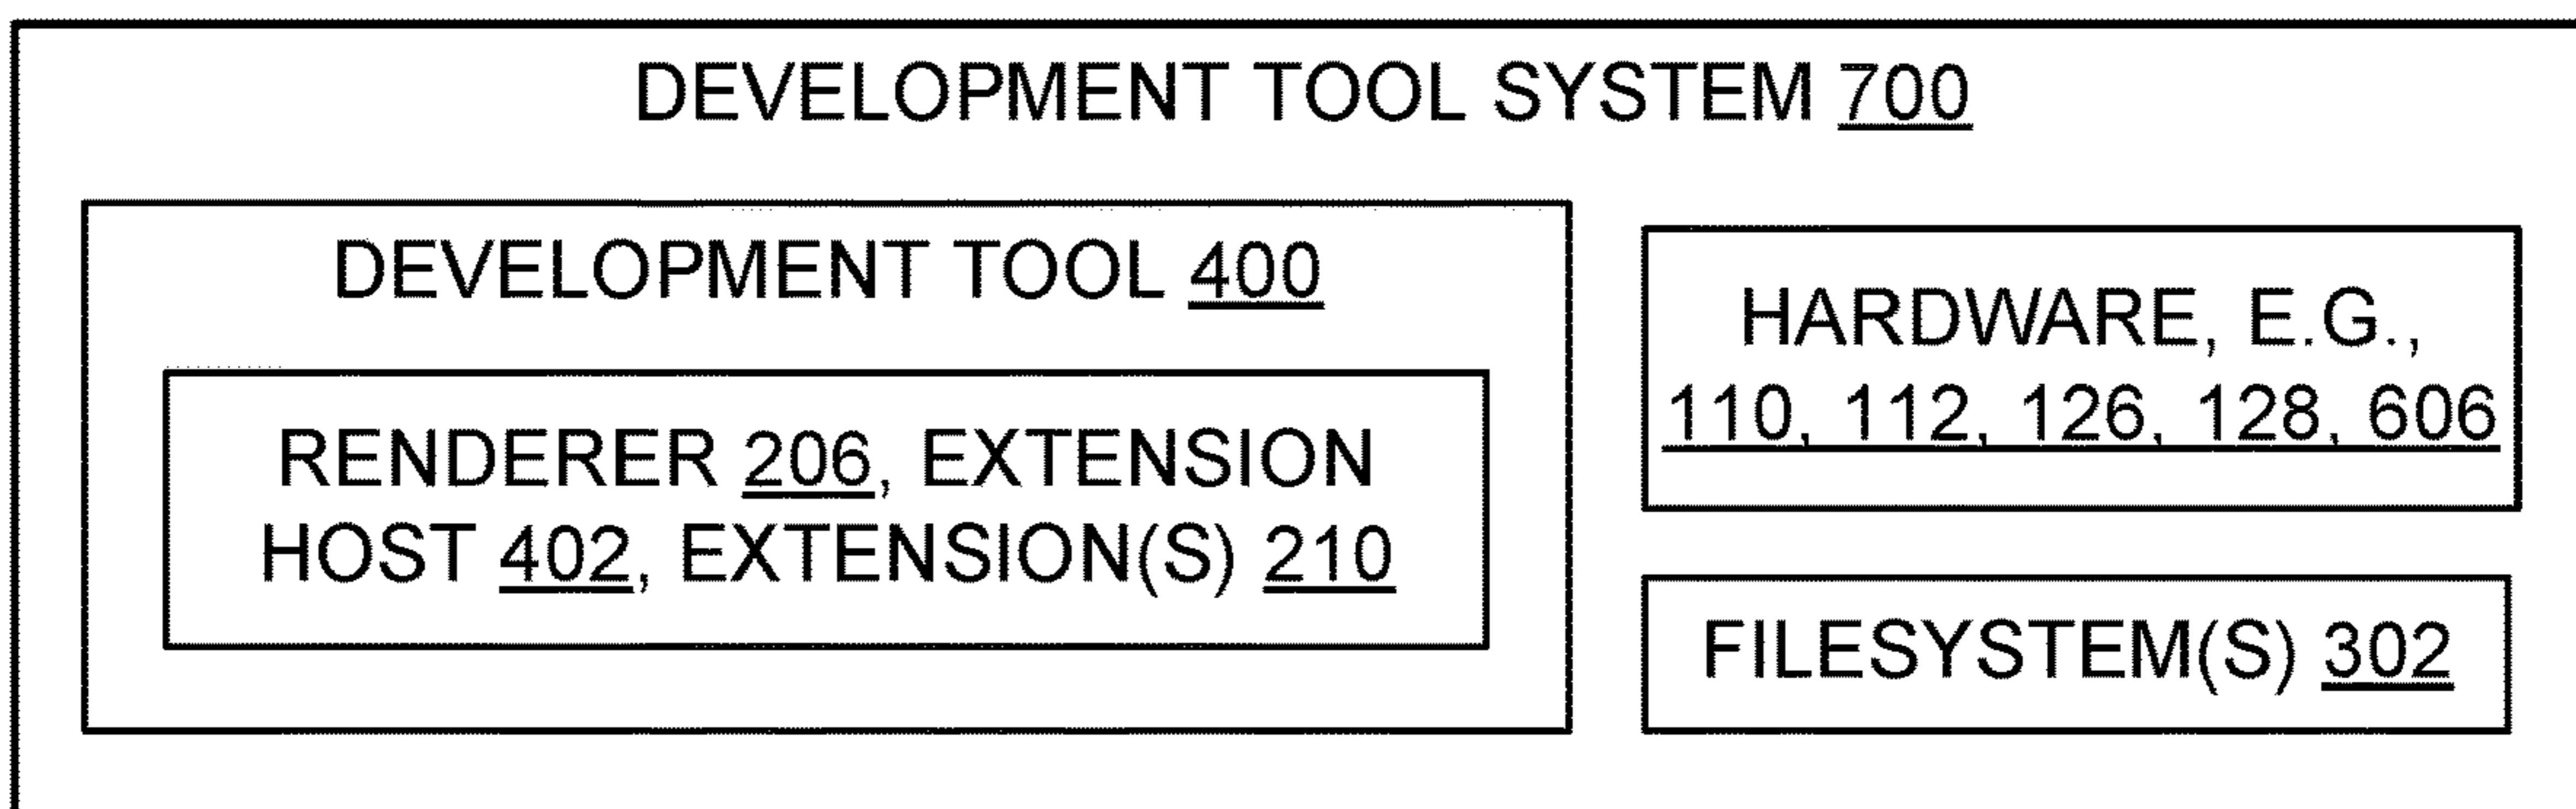 DEVELOPMENT TOOL SYSTEM 700
DEVELOPMENT TOOL 400
RENDERER 206, EXTENSION
HOST 402, EXTENSION(S) 210
HARDWARE, E.G.,
110, 112, 126, 128, 606
FILESYSTEM(S) 302